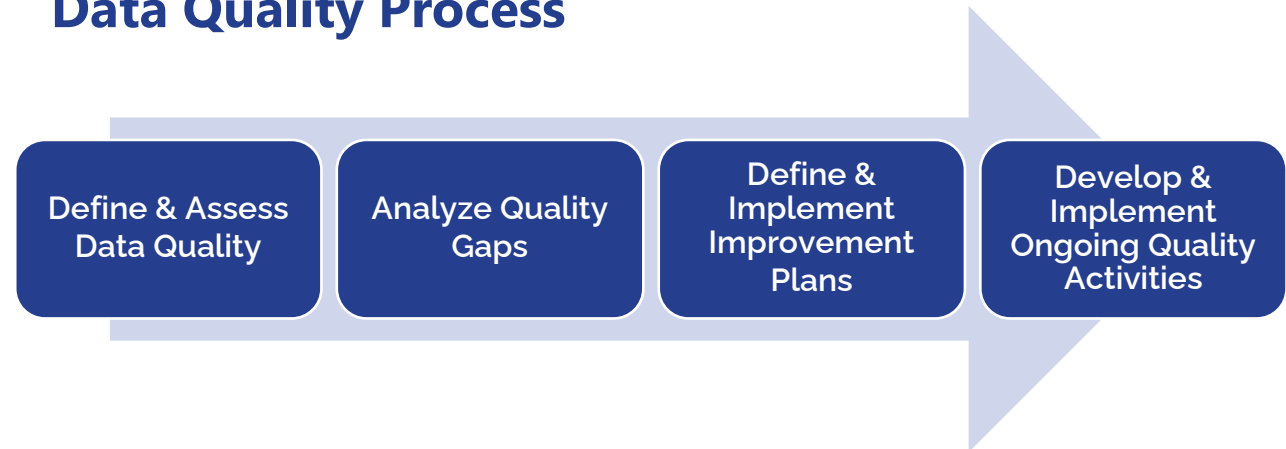 Data Quality Process
Define & Assess
Data Quality
Analyze Quality
Gaps
Define &
Implement
Improvement
Plans
Develop &
Implement
Ongoing Quality
Activities